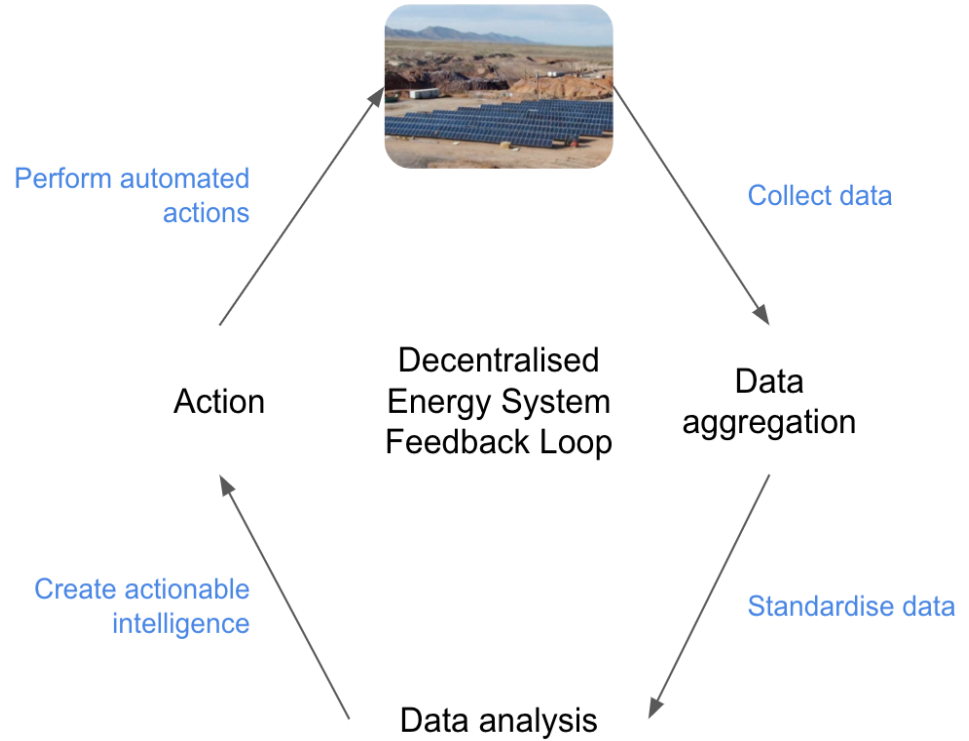 Perform automated
actions
Collect data
Decentralised
Energy System
Feedback Loop
Action
Data
aggregation
Create actionable
intelligence
Standardise data
Data analysis